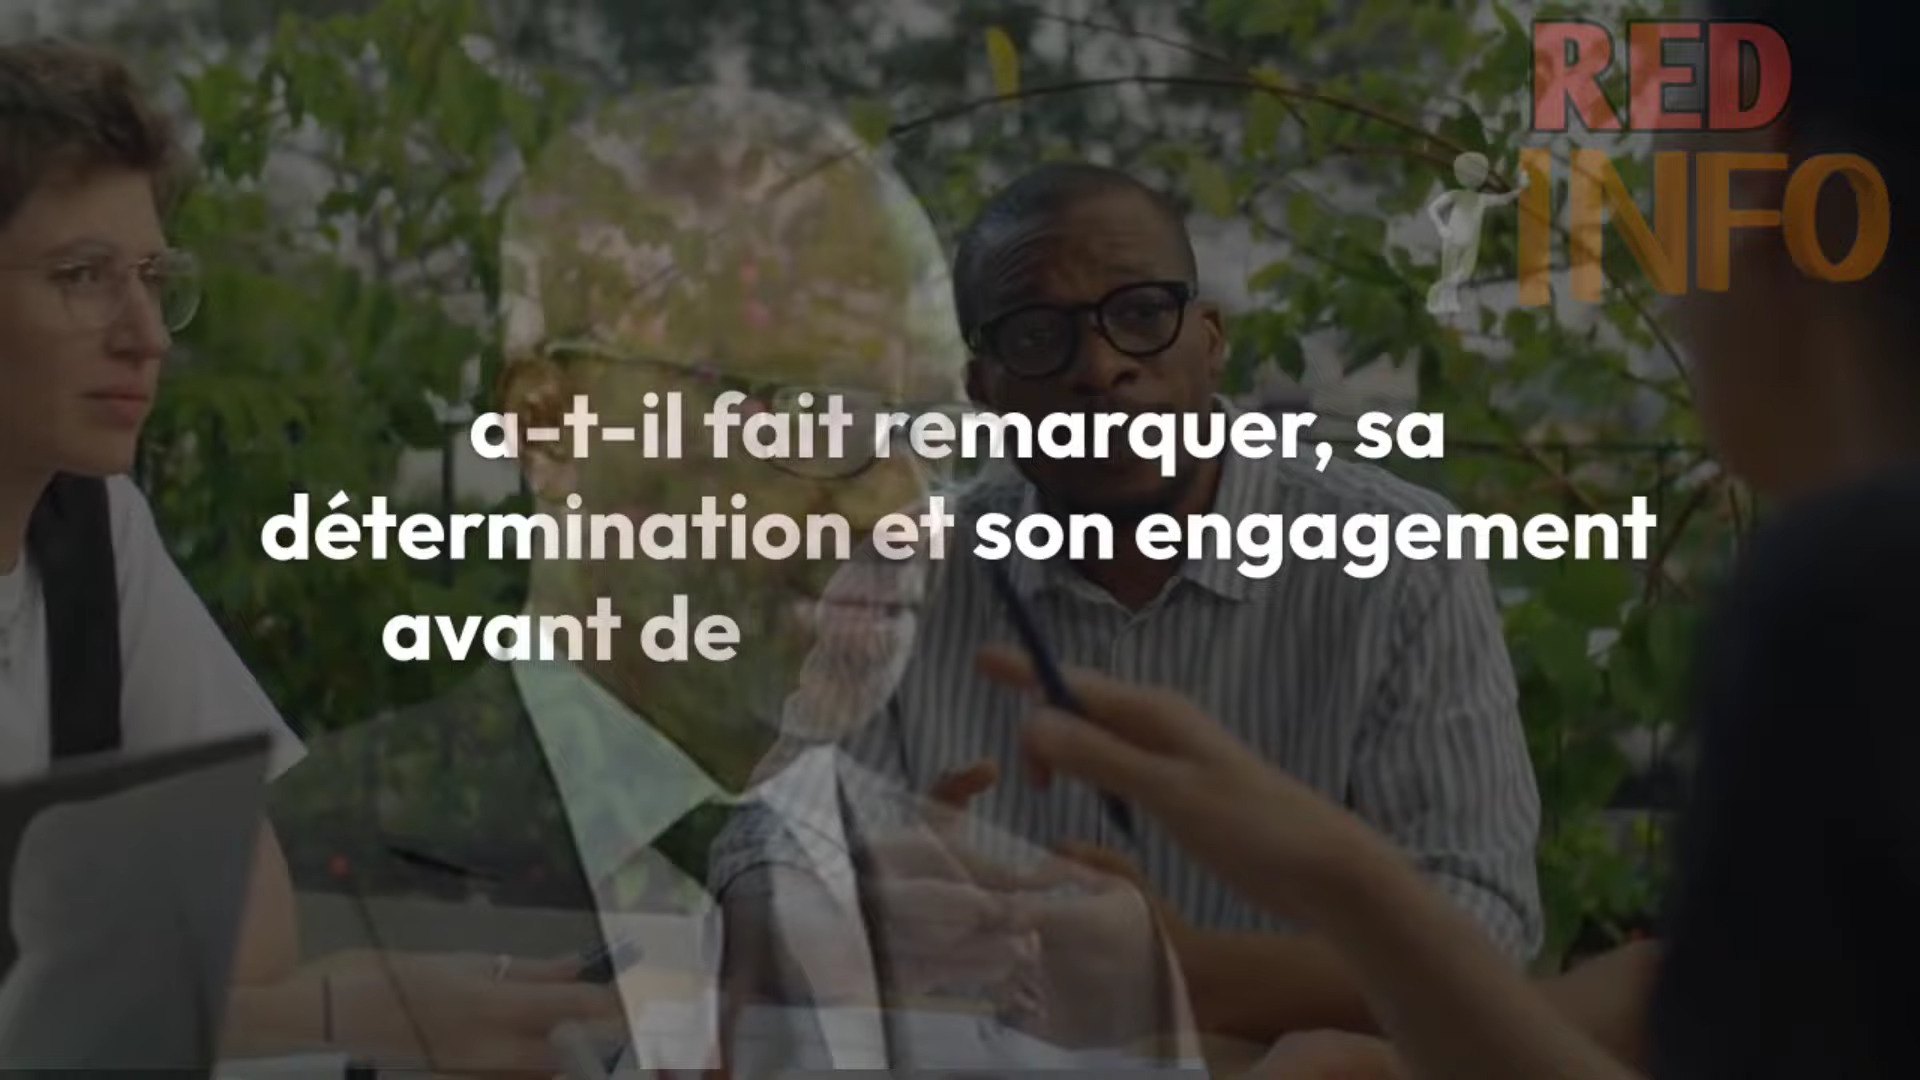 RED
INFO
a-t-il fait remarquer, sa
détermination et son engagement
avant de